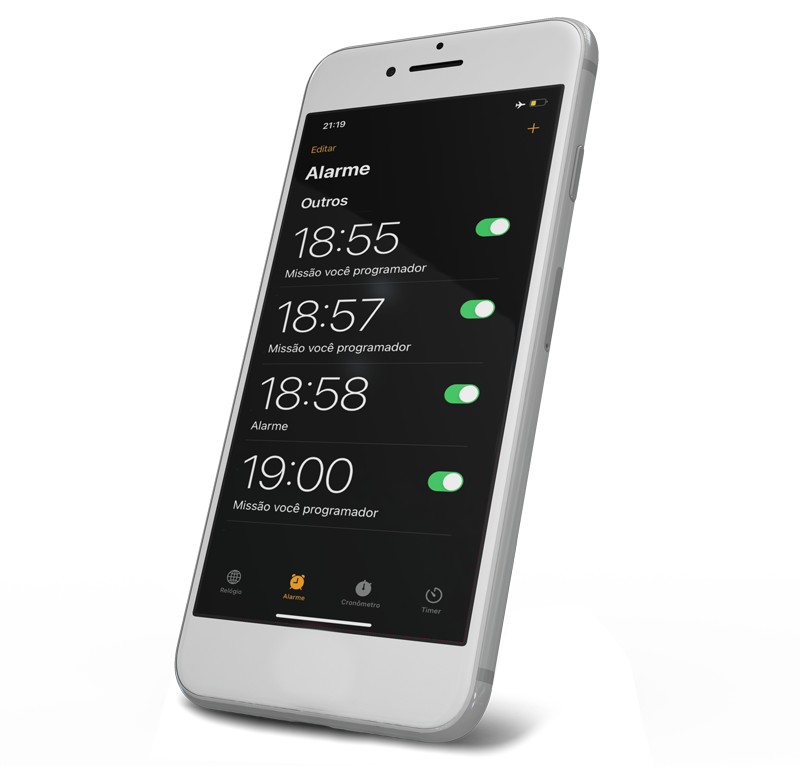 21:19
Editar
Alarme
Outros
18:55
Missão você programador
18:57
Missão você programador
18:58
Alarme
19:00
Missão você programador
Relógio
Alarme
Cronômetro
Timer